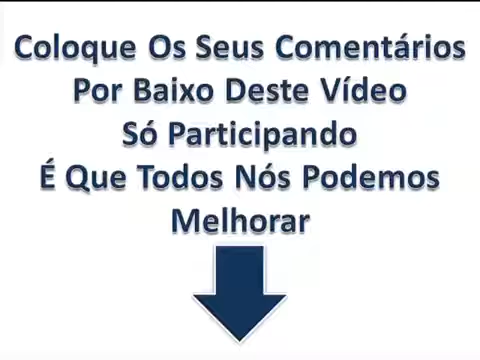 Coloque Os Seus Comentários
Por Baixo Deste Vídeo
Só Participando
É Que Todos Nós Podemos
Melhorar